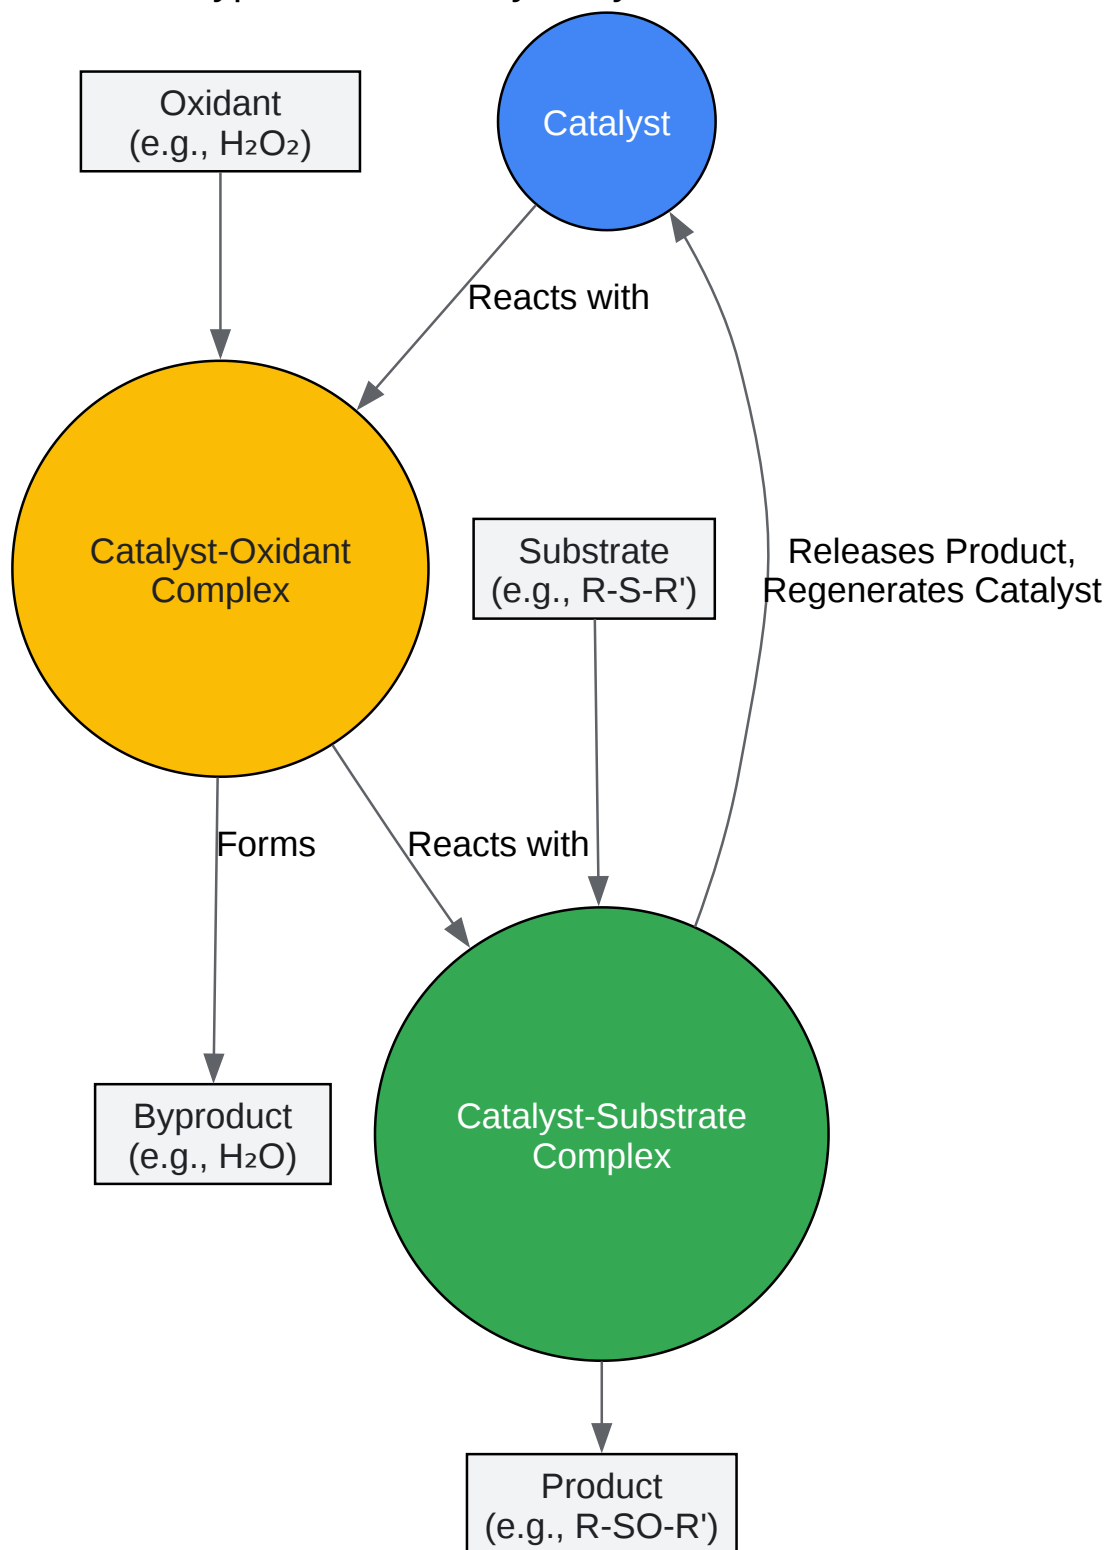 Oxidant
(e.g., H₂O₂)
Catalyst
Reacts with
Catalyst-Oxidant
Complex
Substrate
(e.g., R-S-R')
Releases Product,
Regenerates Catalyst
Forms
Reacts with
Byproduct
(e.g., H₂O)
Catalyst-Substrate
Complex
Product
(e.g., R-SO-R')